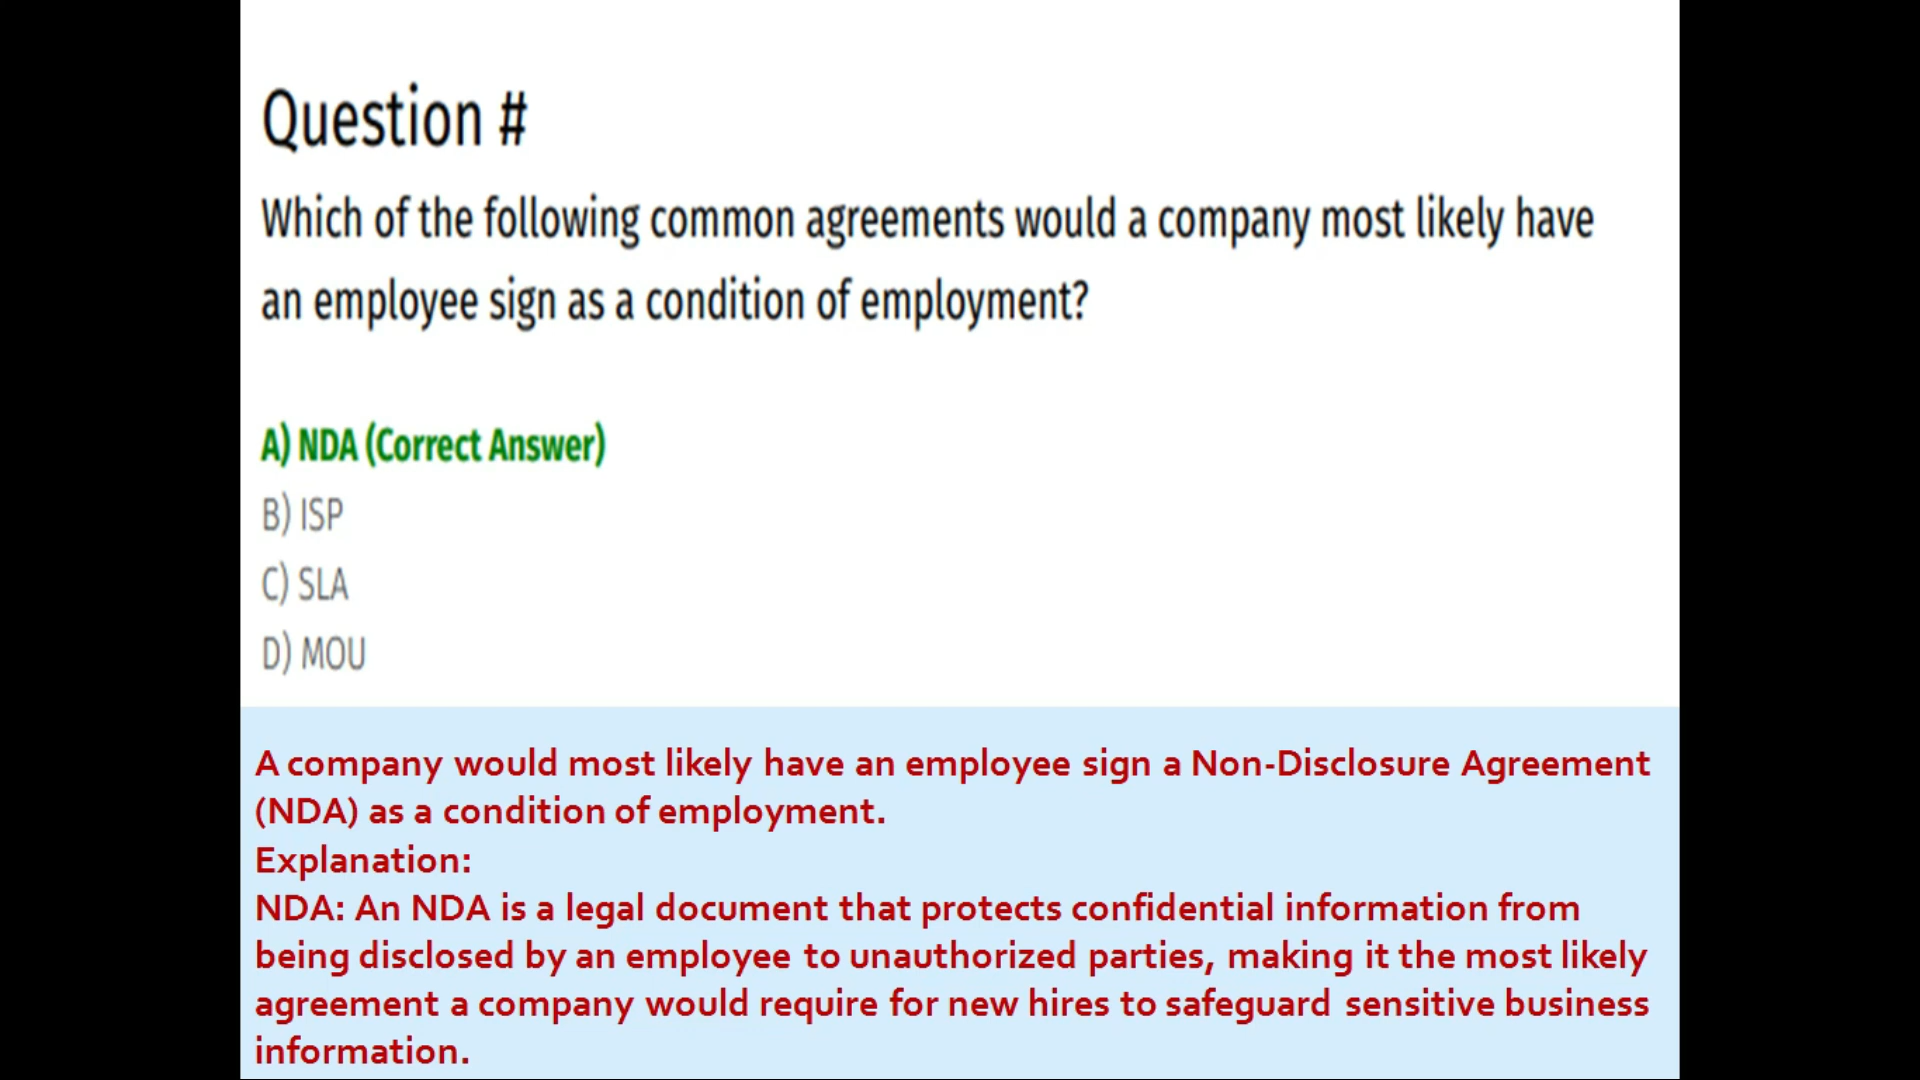 Question #
Which of the following common agreements would a company most likely have
an employee sign as a condition of employment?
A) NDA (Correct Answer)
B) ISP
C) SLA
D) MOU
A company would most likely have an employee sign a Non-Disclosure Agreement
(NDA) as a condition of employment.
Explanation:
NDA: An NDA is a legal document that protects confidential information from
being disclosed by an employee to unauthorized parties, making it the most likely
agreement a company would require for new hires to safeguard sensitive business
information.